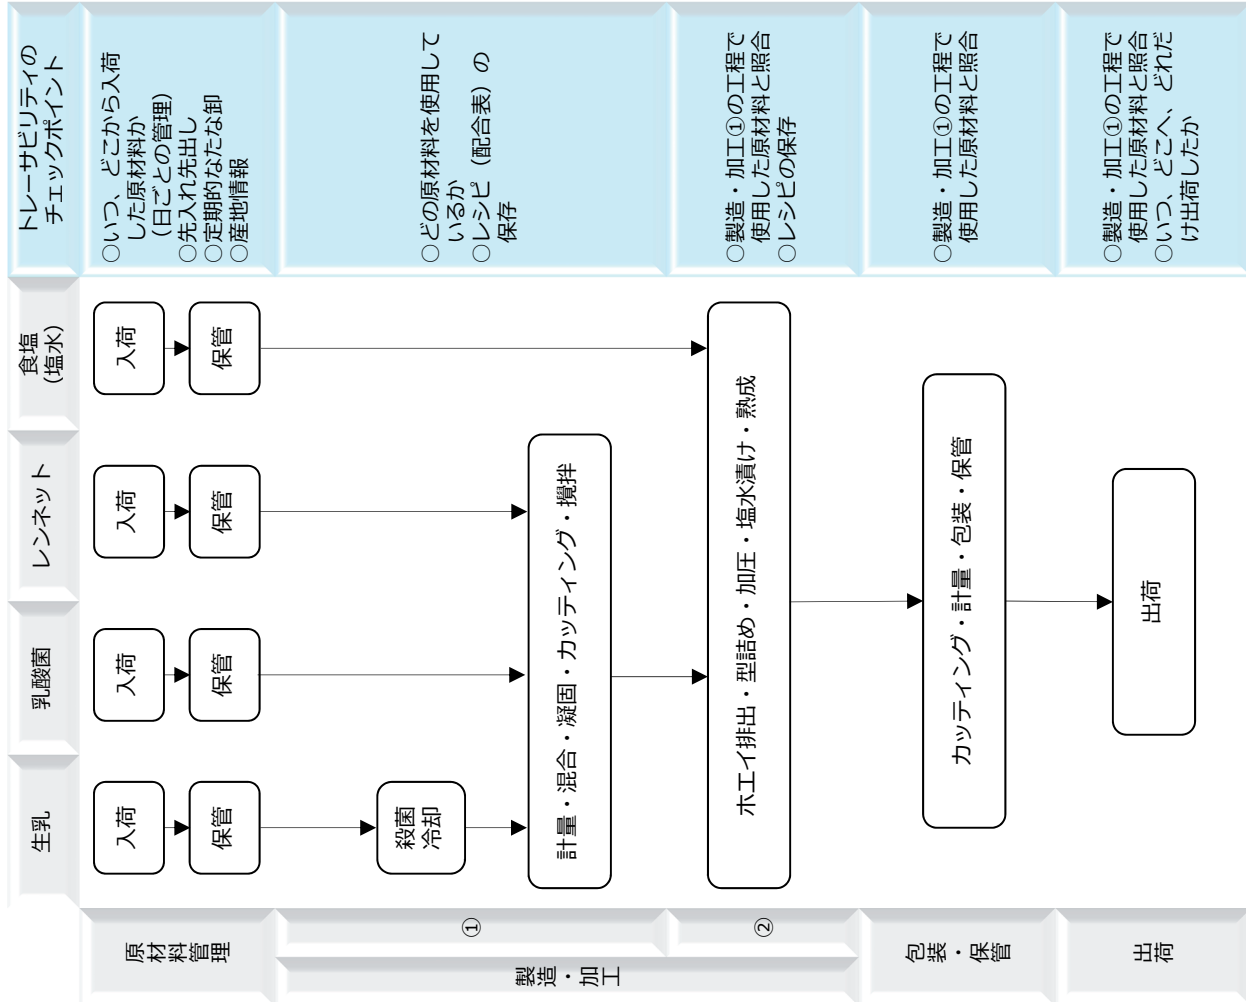 生乳
乳酸菌
レンネット
食塩
(塩水)
トレーサビリティの
チェックポイント
原材料管理
入荷
入荷
入荷
入荷
保管
保管
保管
保管
○いつ、どこから入荷
した原材料か
（日ごとの管理）
○先入れ先出し
○定期的なたな卸
○産地情報
製造・加工
①
殺菌
冷却
計量・混合・凝固・カッティング・攪拌
○どの原材料を使用して
いるか
○レシピ（配合表）の
保存
②
ホエイ排出・型詰め・加圧・塩水漬け・熟成
○製造・加工①の工程で
使用した原材料と照合
○レシピの保存
包装・保管
カッティング・計量・包装・保管
○製造・加工①の工程で
使用した原材料と照合
出荷
出荷
○製造・加工①の工程で
使用した原材料と照合
○いつ、どこへ、どれだ
け出荷したか